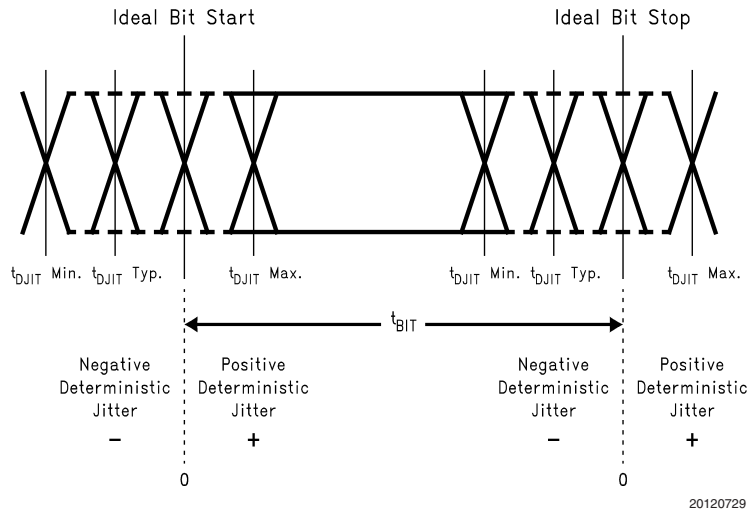 Ideal Bit Start
Ideal Bit Stop
tDJIT Min.
tDJIT Typ.
tDJIT Max.
tDJIT Min.
tDJIT Typ.
tDJIT Max.
tBIT
Negative
Deterministic
Jitter
−
Positive
Deterministic
Jitter
+
Negative
Deterministic
Jitter
−
Positive
Deterministic
Jitter
+
0
0
20120729